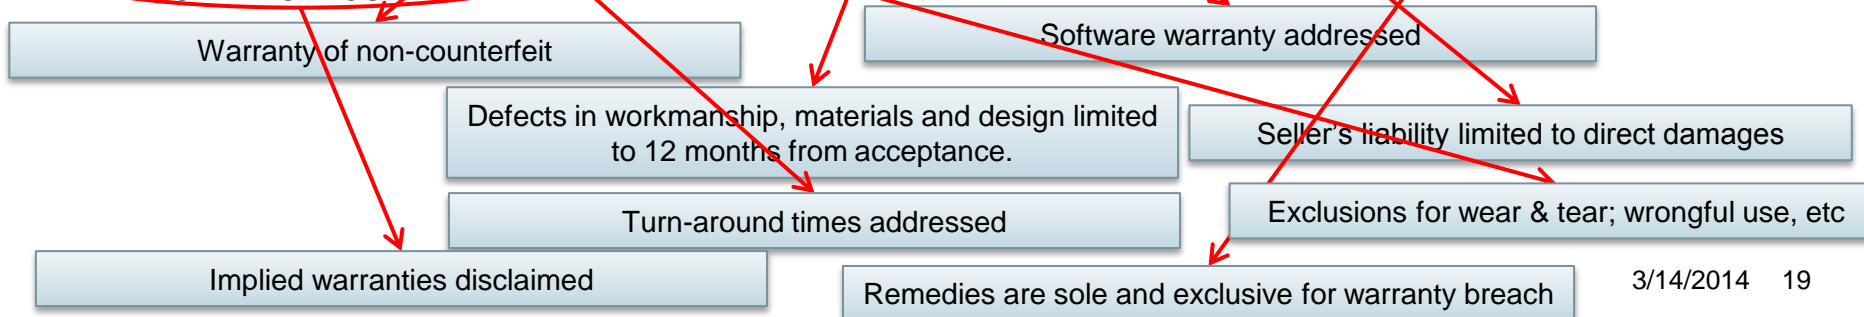 Warranty of non-counterfeit
Software warranty addressed
Defects in workmanship, materials and design limited
to 12 months from acceptance.
Seller's liability limited to direct damages
Turn-around times addressed
Exclusions for wear & tear; wrongful use, etc
Implied warranties disclaimed
Remedies are sole and exclusive for warranty breach
3/14/2014 19